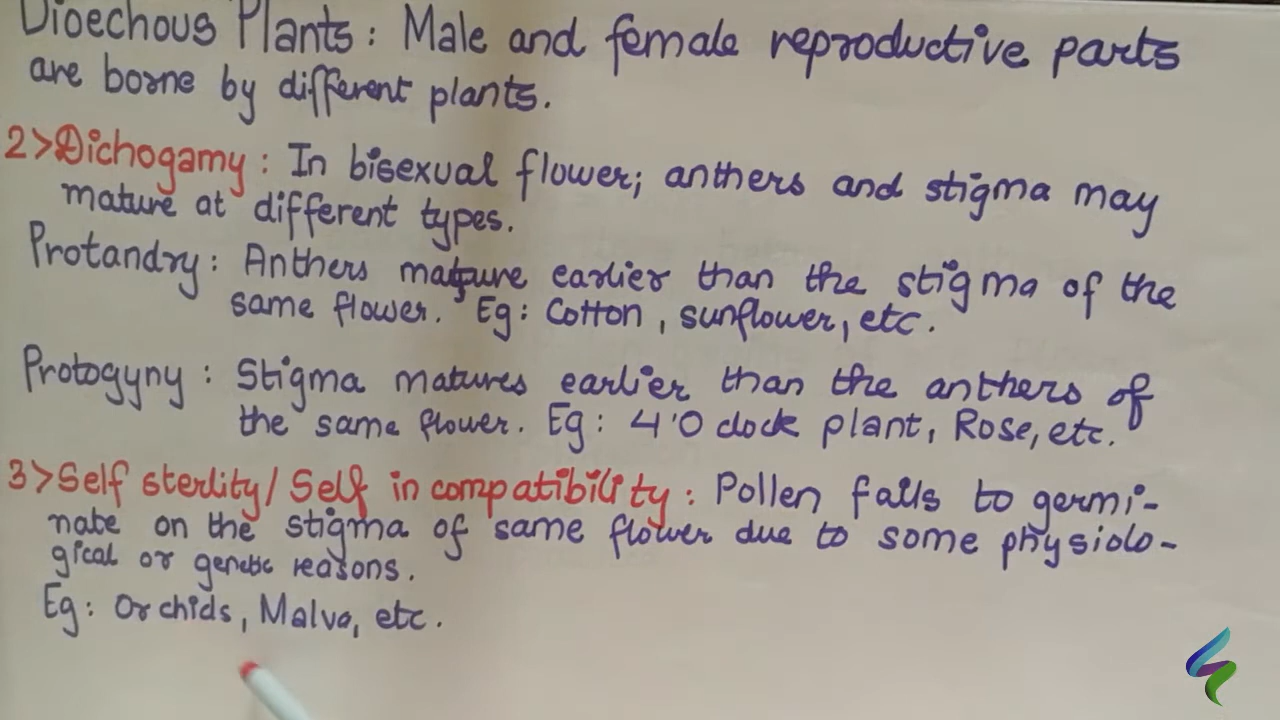 Dioechous Plants: Male and female reproductive parts
are borne by different plants.
2>Dichogamy: In bisexual flower; anthers and stigma may
mature at different types.
Protandry: Anthers mature earlier than the stigma of the
same flower. Eg: Cotton, sunflower, etc.
Protogyny: Stigma matures earlier than the anthers of
the same flower. Eg: 4'O clock plant, Rose, etc.
3>Self sterlity/ Self incompatibility: Pollen fails to germi-
nate on the stigma of same flower due to some physiolo-
gical or genetic reasons.
Eg: Orchids, Malva, etc.